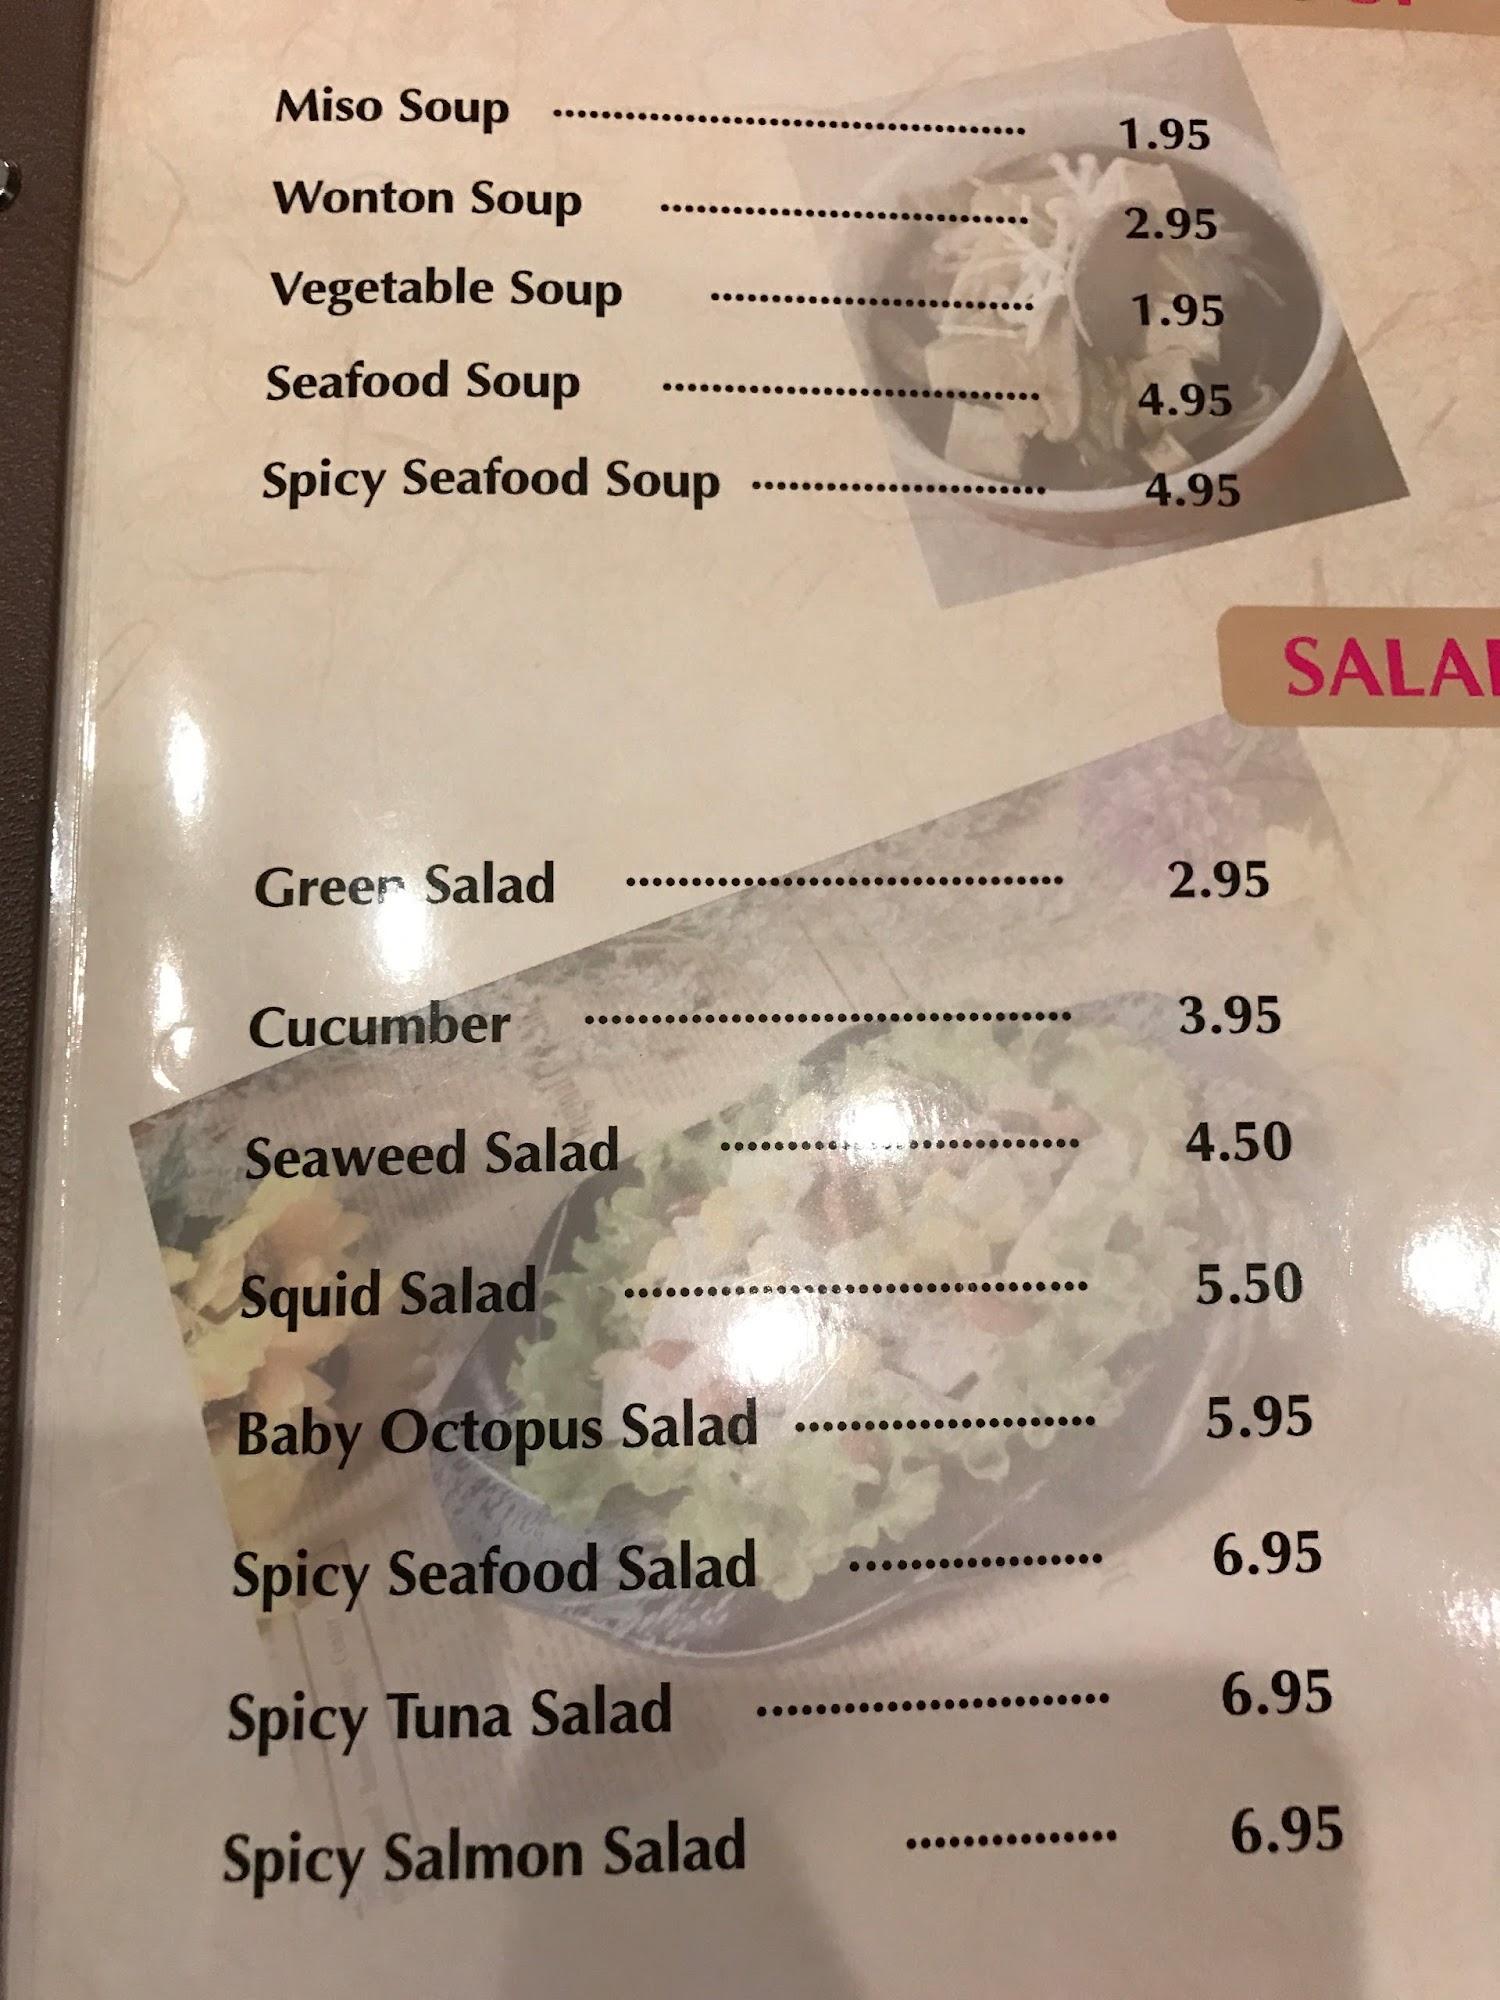 Miso Soup ........................................ 1.95
Wonton Soup ............................... 2.95
Vegetable Soup ........................... 1.95
Seafood Soup ............................... 4.95
Spicy Seafood Soup ........................ 4.95
SALAD
Green Salad .................................. 2.95
Cucumber ..................................... 3.95
Seaweed Salad ........................... 4.50
Squid Salad .................................. 5.50
Baby Octopus Salad ...................... 5.95
Spicy Seafood Salad .................. 6.95
Spicy Tuna Salad ......................... 6.95
Spicy Salmon Salad ............... 6.95